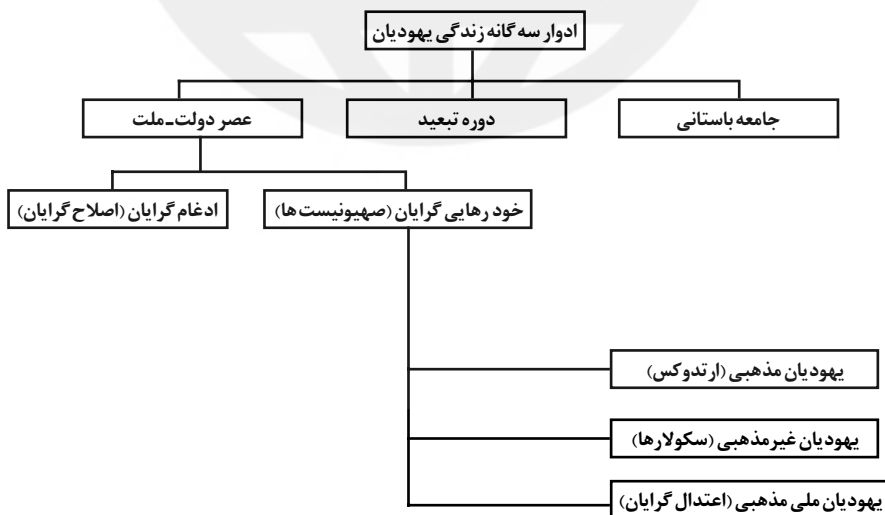 ادوار سه گانه زندگی یهودیان
جامعه باستانی
دوره تبعید
عصر دولت-ملت
خود رهایی گرایان (صهیونیست ها)
ادغام گرایان (اصلاح گرایان)
یهودیان مذهبی (ارتدوکس)
یهودیان غیرمذهبی (سکولارها)
یهودیان ملی مذهبی (اعتدال گرایان)